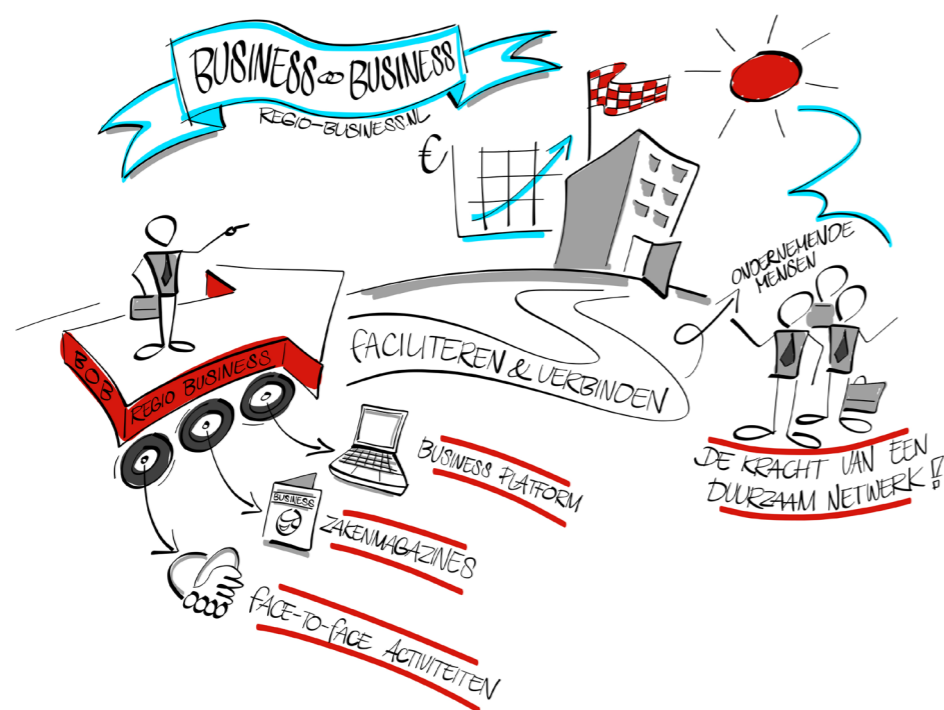 BUSINESS ∞ BUSINESS
REGIO-BUSINESS.NL
€
ONDERNEMENDE
MENSEN
FACILITEREN & VERBINDEN
BOB
REGIO BUSINESS
BUSINESS PLATFORM
BUSINESS
ZAKENMAGAZINES
FACE-TO-FACE ACTIVITEITEN
DE KRACHT VAN EEN
DUURZAAM NETWERK!!